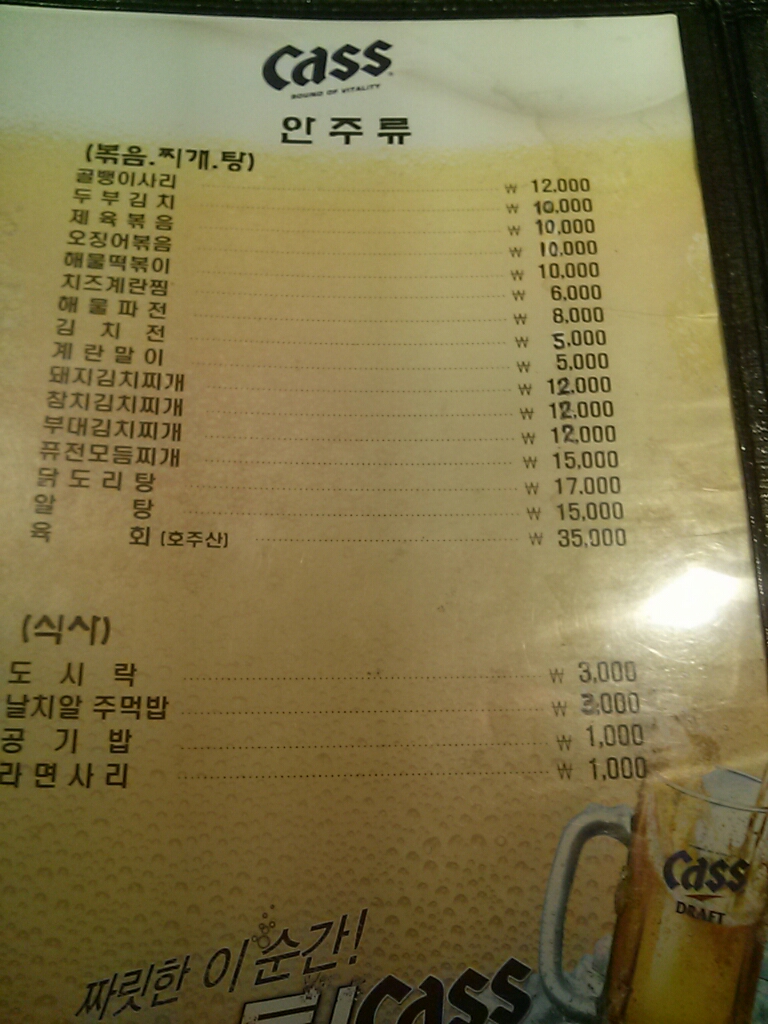 Cass
SOUND OF VITALITY
안주류
(볶음.찌개.탕)
골뱅이사리 ₩ 12,000
두부김치 ₩ 10,000
제육볶음 ₩ 10,000
오징어볶음 ₩ 10,000
해물떡볶이 ₩ 10,000
치즈계란찜 ₩ 6,000
해물파전 ₩ 8,000
김치전 ₩ 5,000
계란말이 ₩ 5,000
돼지김치찌개 ₩ 12,000
참치김치찌개 ₩ 12,000
부대김치찌개 ₩ 12,000
퓨전모듬찌개 ₩ 15,000
닭도리탕 ₩ 17,000
알탕 ₩ 15,000
육회 (호주산) ₩ 35,000
(식사)
도시락 ₩ 3,000
날치알 주먹밥 ₩ 3,000
공기밥 ₩ 1,000
라면사리 ₩ 1,000
Cass
DRAFT
짜릿한 이 순간!
Cass